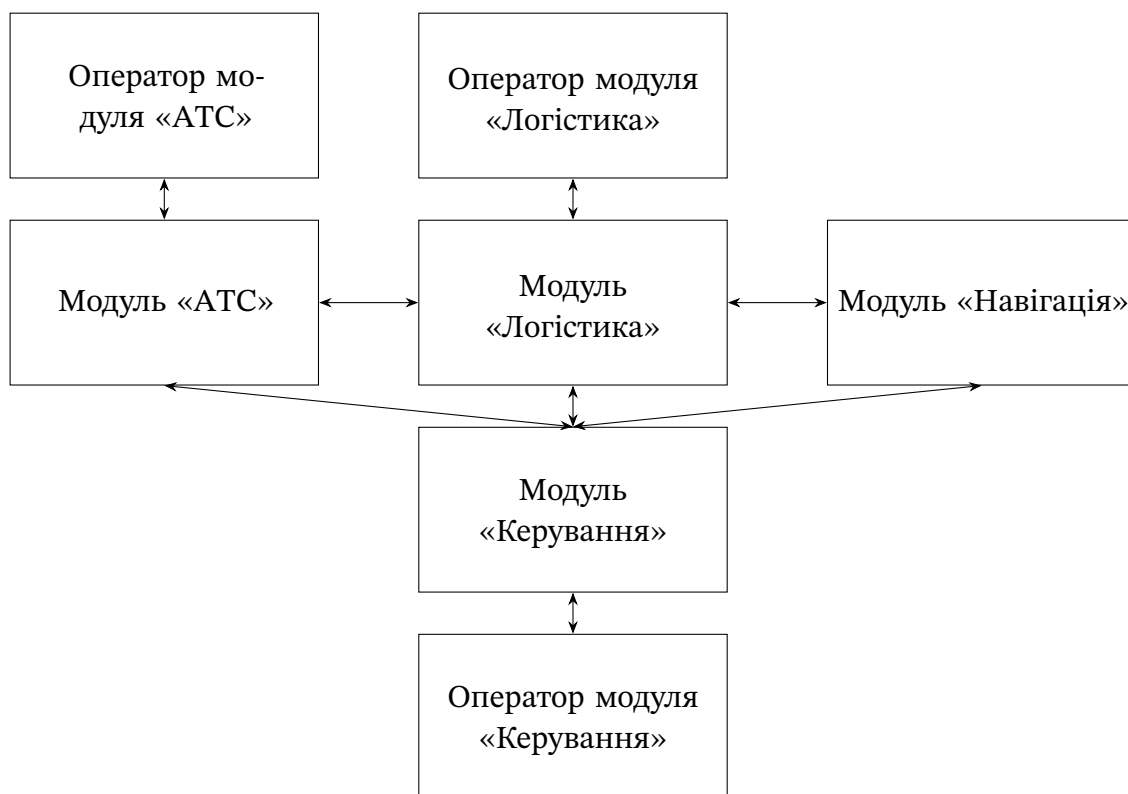 Оператор мо-
дуля «АТС»
Оператор модуля
«Логістика»
Модуль «АТС»
Модуль
«Логістика»
Модуль «Навігація»
Модуль
«Керування»
Оператор модуля
«Керування»